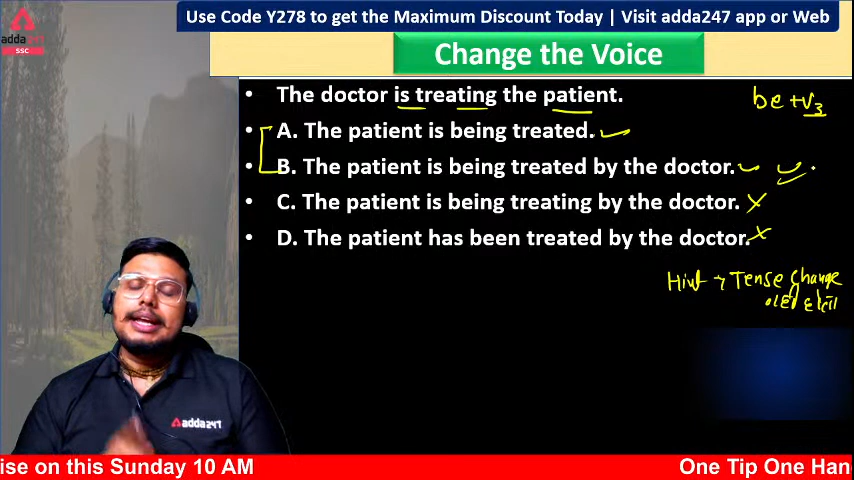 Use Code Y278 to get the Maximum Discount Today | Visit adda247 app or Web
adda247
SSC
Change the Voice
• The doctor is treating the patient.
be + V3
• A. The patient is being treated.
• B. The patient is being treated by the doctor.
• C. The patient is being treating by the doctor.
• D. The patient has been treated by the doctor.
Hint → Tense change
adda247
ise on this Sunday 10 AM
One Tip One Han